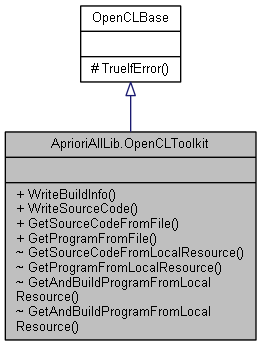 OpenCLBase
# TrueIfError()
AprioriAllLib.OpenCLToolkit
+ WriteBuildInfo()
+ WriteSourceCode()
+ GetSourceCodeFromFile()
+ GetProgramFromFile()
~ GetSourceCodeFromLocalResource()
~ GetProgramFromLocalResource()
~ GetAndBuildProgramFromLocal
Resource()
~ GetAndBuildProgramFromLocal
Resource()